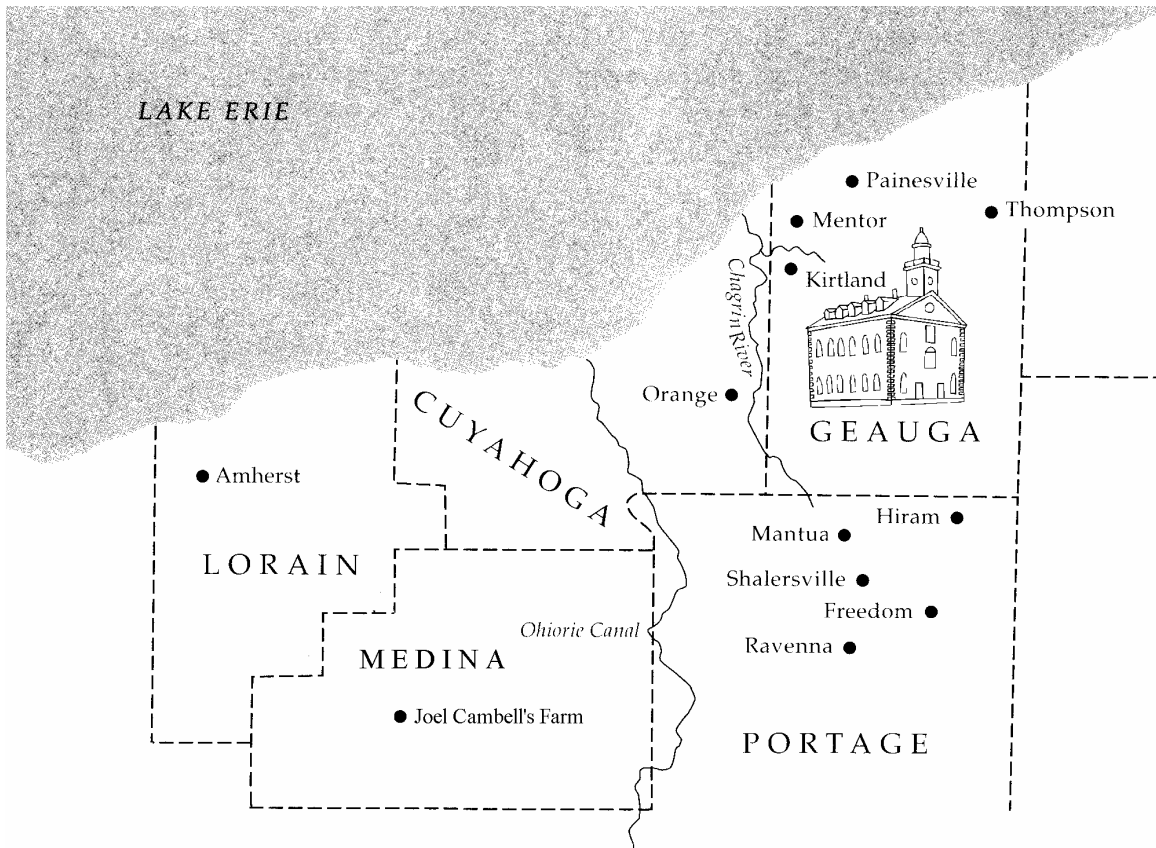 LAKE ERIE
Painesville
Thompson
Mentor
Kirtland
Chagrin River
Orange
CUYAHOGA
GEAUGA
Amherst
Hiram
Mantua
LORAIN
Shalersville
Freedom
Ohiorie Canal
Ravenna
MEDINA
Joel Cambell's Farm
PORTAGE